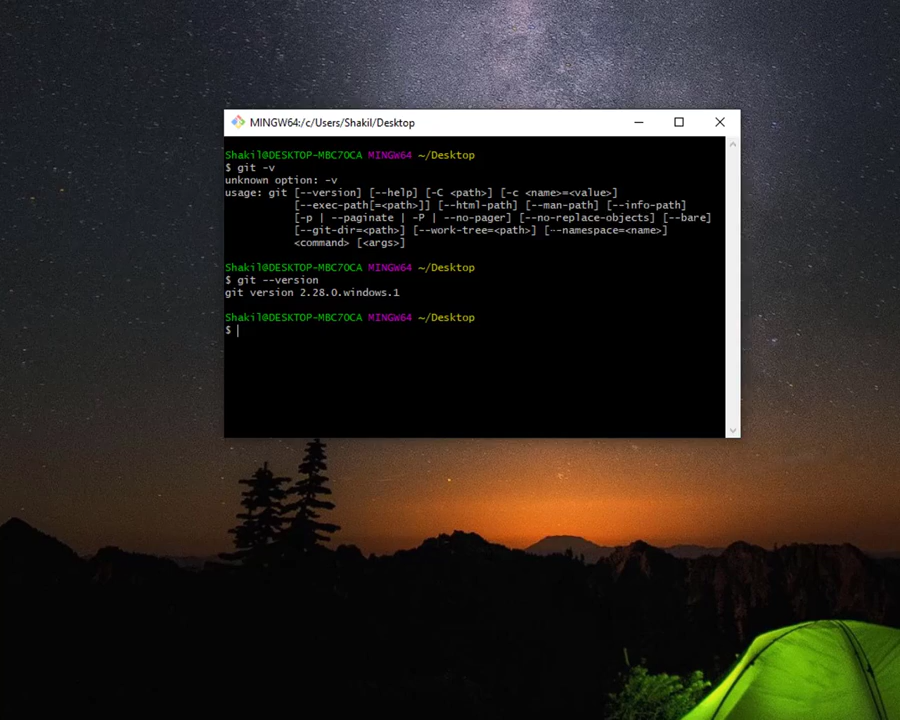 MINGW64:/c/Users/Shakil/Desktop
Shakil@DESKTOP-MBC7OCA MINGW64 ~/Desktop
$ git -v
unknown option: -v
usage: git [--version] [--help] [-C <path>] [-c <name>=<value>]
[--exec-path[=<path>]] [--html-path] [--man-path] [--info-path]
[-p | --paginate | -P | --no-pager] [--no-replace-objects] [--bare]
[--git-dir=<path>] [--work-tree=<path>] [--namespace=<name>]
<command> [<args>]
Shakil@DESKTOP-MBC7OCA MINGW64 ~/Desktop
$ git --version
git version 2.28.0.windows.1
Shakil@DESKTOP-MBC7OCA MINGW64 ~/Desktop
$